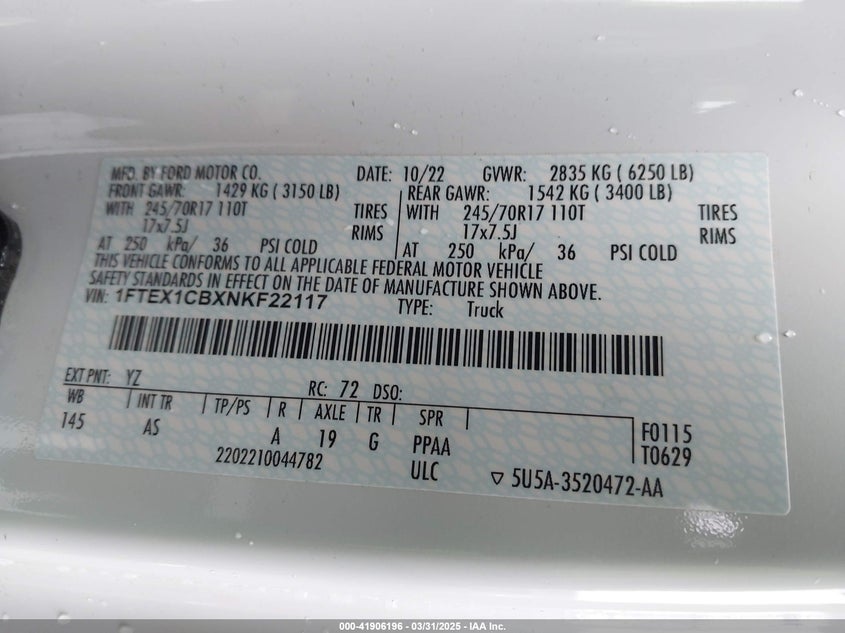 MFD. BY FORD MOTOR CO. DATE: 10/22 GVWR: 2835 KG ( 6250 LB)
FRONT GAWR: 1429 KG ( 3150 LB) REAR GAWR: 1542 KG ( 3400 LB)
WITH 245/70R17 110T TIRES WITH 245/70R17 110T TIRES
17x7.5J RIMS 17x7.5J RIMS
AT 250 kPa/ 36 PSI COLD AT 250 kPa/ 36 PSI COLD
THIS VEHICLE CONFORMS TO ALL APPLICABLE FEDERAL MOTOR VEHICLE
SAFETY STANDARDS IN EFFECT ON THE DATE OF MANUFACTURE SHOWN ABOVE.
VIN: 1FTEX1CBXNKF22117 TYPE: Truck
EXT PNT: YZ RC: 72 DSO:
WB INT TR TP/PS R AXLE TR SPR F0115
145 AS A 19 G PPAA T0629
2202210044782 ULC ▽ 5U5A-3520472-AA
000-41906196 - 03/31/2025 - IAA Inc.